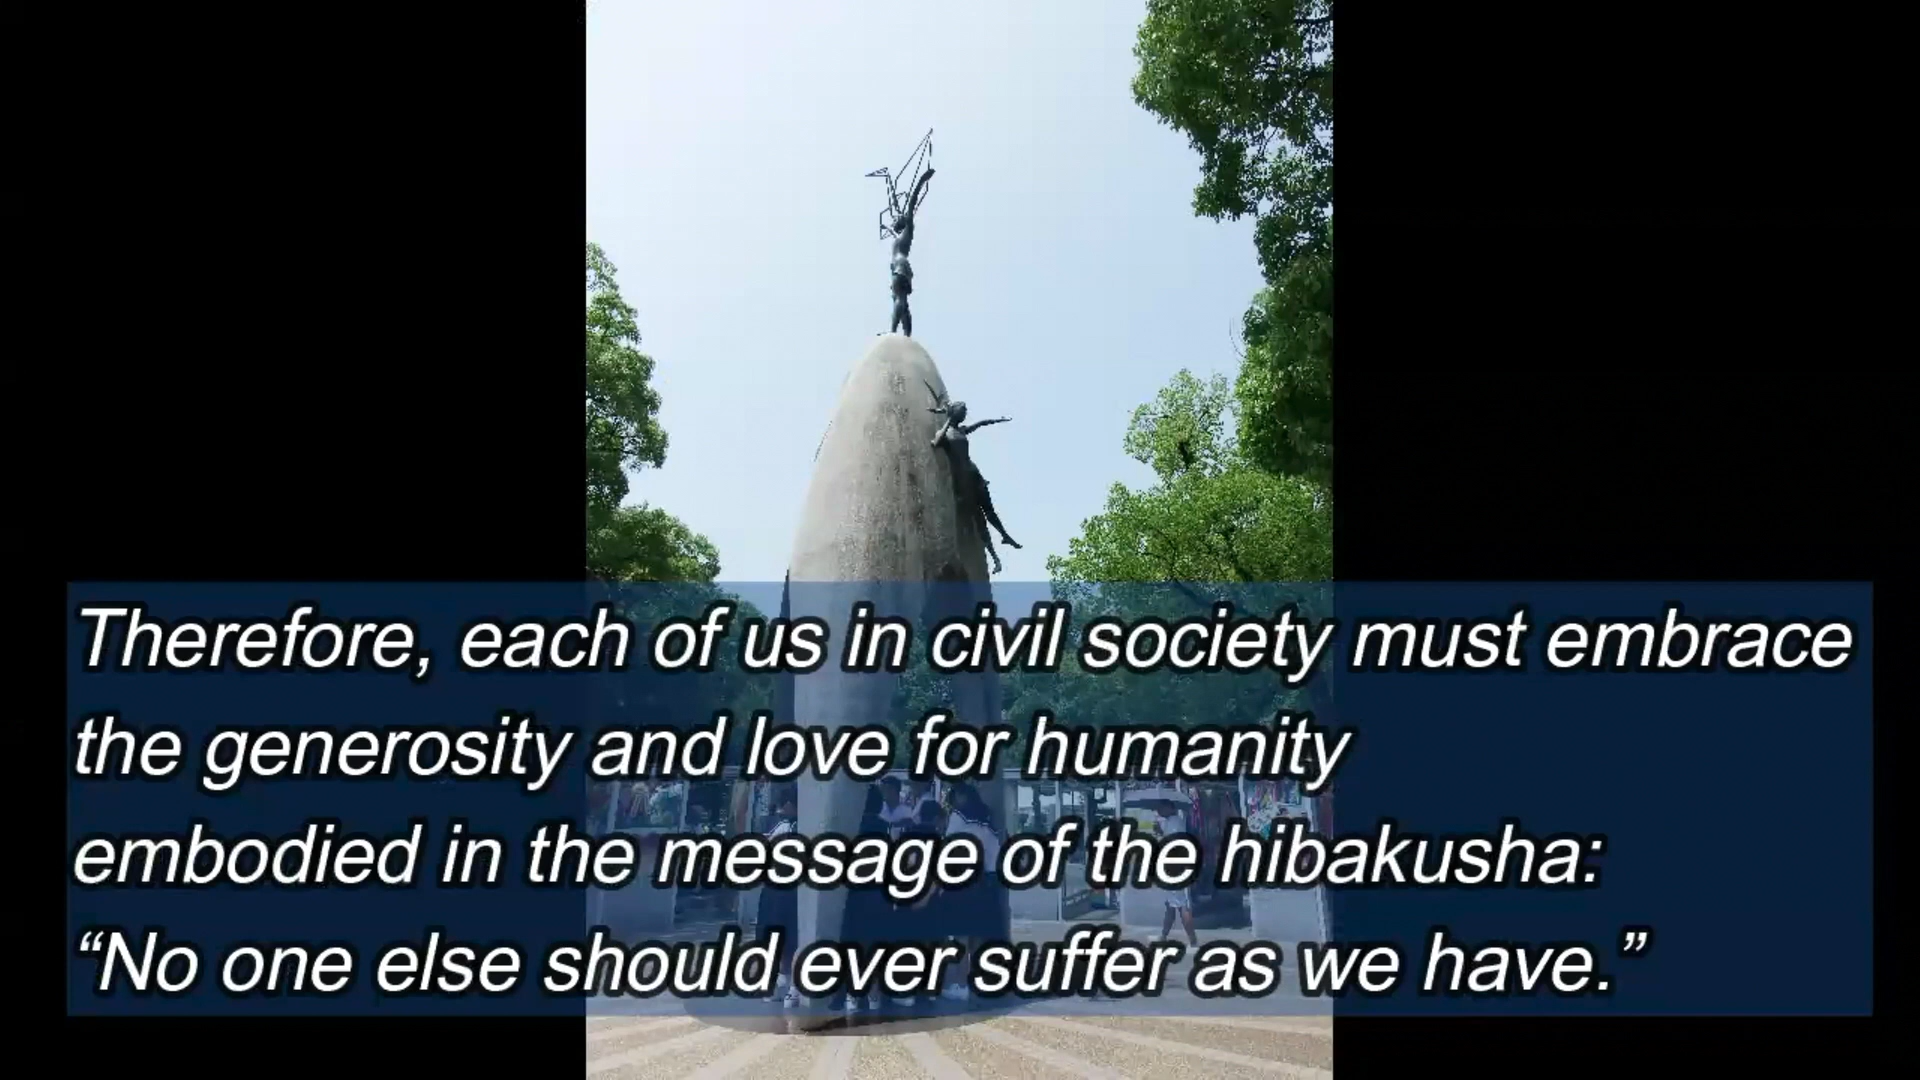 Therefore, each of us in civil society must embrace
the generosity and love for humanity
embodied in the message of the hibakusha:
“No one else should ever suffer as we have.”